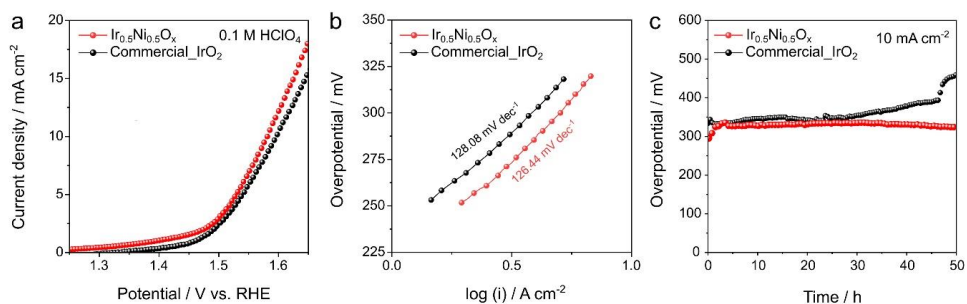 a
Ir₀.₅Ni₀.₅Oₓ
Commercial_IrO₂
0.1 M HClO₄
Current density / mA cm⁻²
20
15
10
5
0
1.3
1.4
1.5
1.6
Potential / V vs. RHE
b
Ir₀.₅Ni₀.₅Oₓ
Commercial_IrO₂
Overpotential / mV
350
325
300
275
250
225
128.08 mV dec⁻¹
126.44 mV dec⁻¹
0.0
0.5
1.0
log (i) / A cm⁻²
c
Ir₀.₅Ni₀.₅Oₓ
Commercial_IrO₂
10 mA cm⁻²
Overpotential / mV
600
500
400
300
200
100
0
0
10
20
30
40
50
Time / h